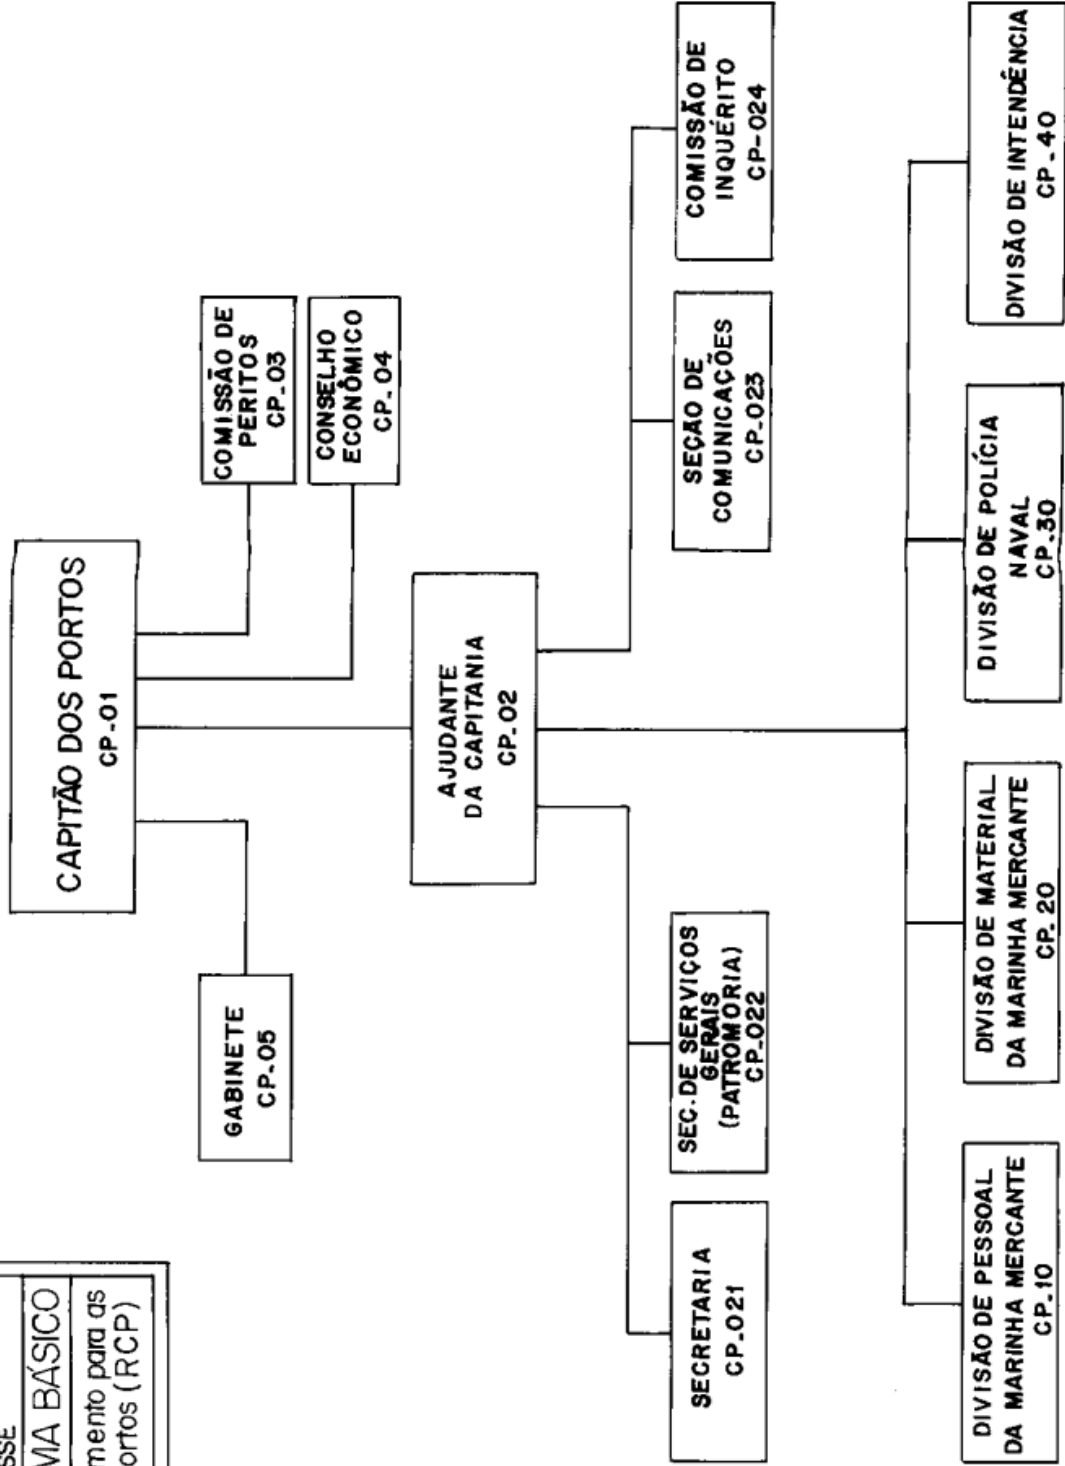 SSE
MA BÁSICO
mento para as
ortos (RCP)
CAPITÃO DOS PORTOS
CP-01
GABINETE
CP-05
COMISSÃO DE
PERITOS
CP-03
CONSELHO
ECONÔMICO
CP-04
AJUDANTE
DA CAPITANIA
CP-02
SECRETARIA
CP-021
SEC. DE SERVIÇOS
GERAIS
(PATROMORIA)
CP-022
SEÇÃO DE
COMUNICAÇÕES
CP-023
COMISSÃO DE
INQUÉRITO
CP-024
DIVISÃO DE PESSOAL
DA MARINHA MERCANTE
CP-10
DIVISÃO DE MATERIAL
DA MARINHA MERCANTE
CP-20
DIVISÃO DE POLÍCIA
NAVAL
CP-30
DIVISÃO DE INTENDÊNCIA
CP-40